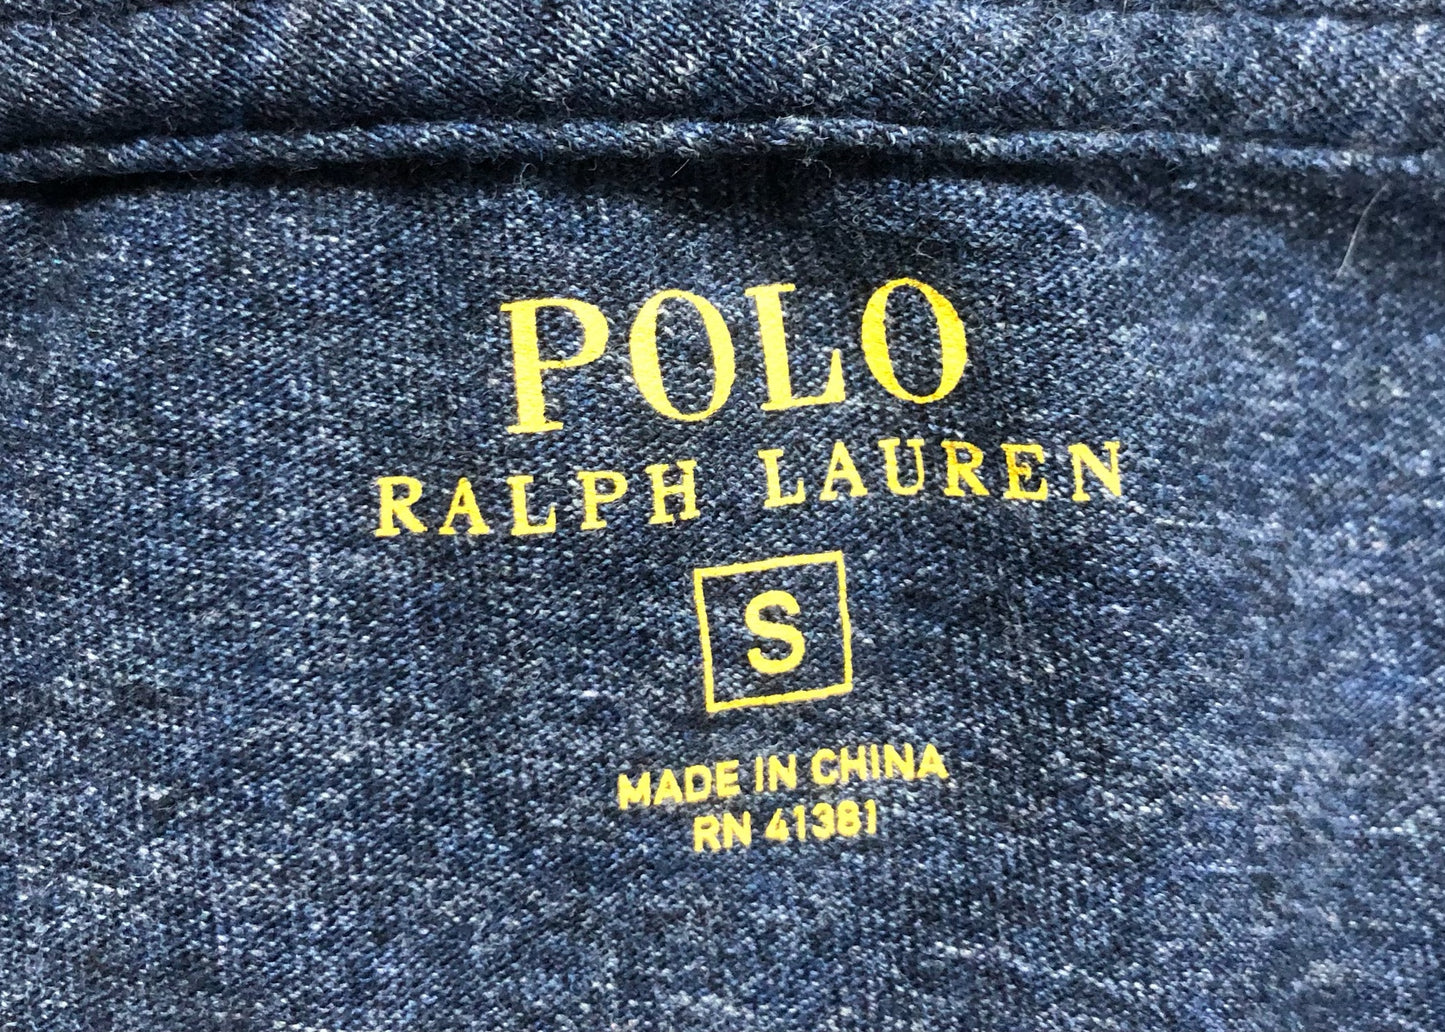 POLO
RALPH LAUREN
S
MADE IN CHINA
RN 41381